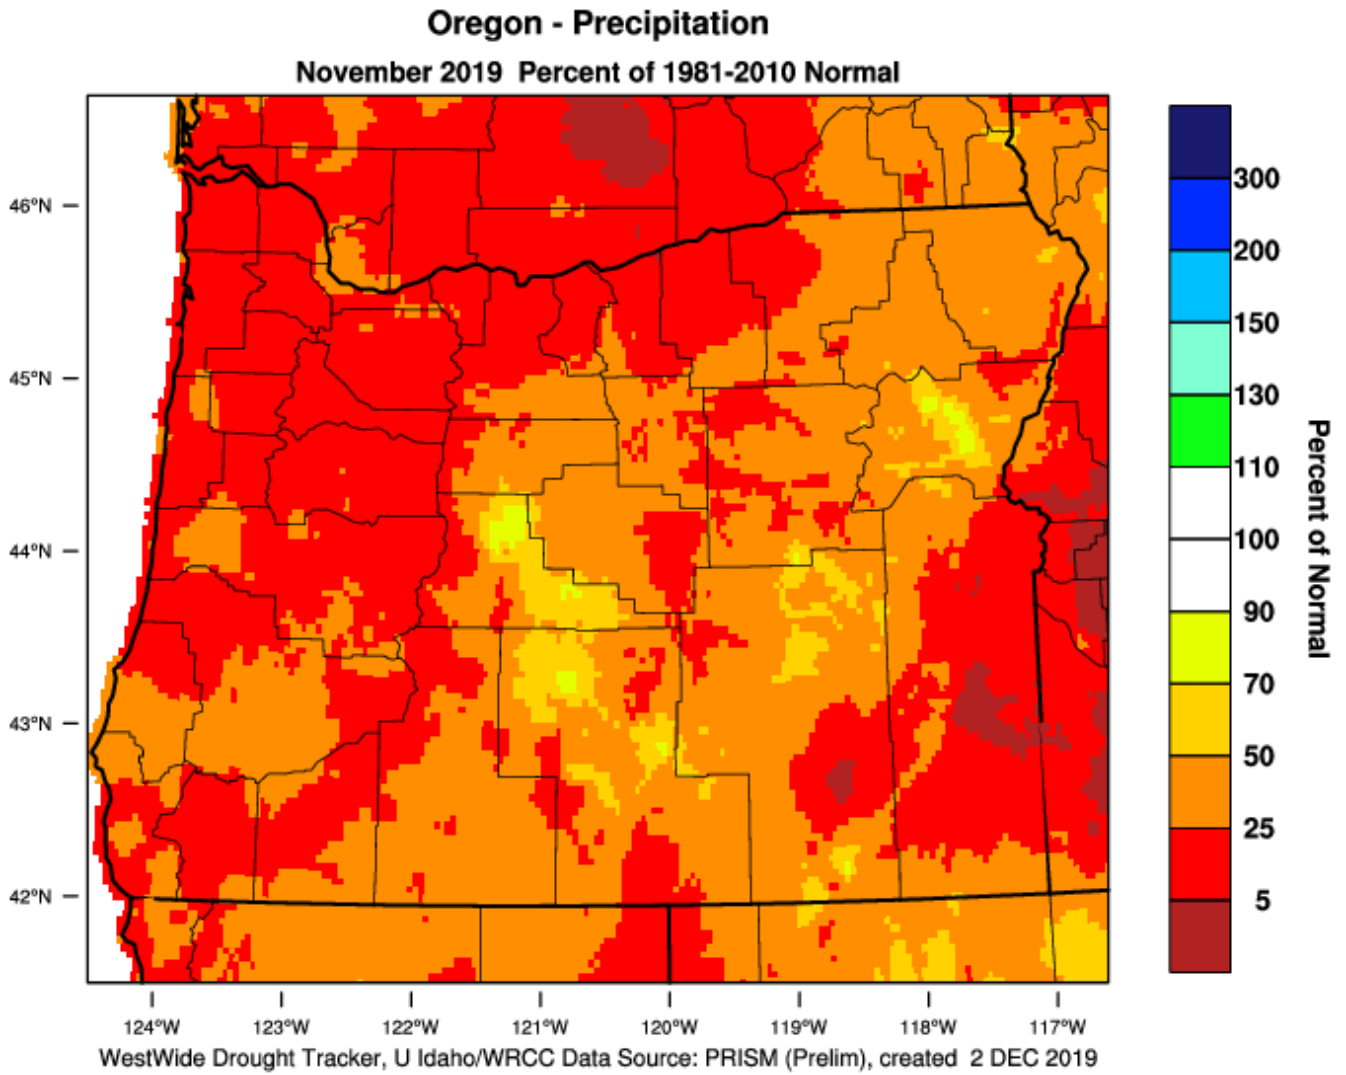 Oregon - Precipitation
November 2019 Percent of 1981-2010 Normal
46°N
45°N
44°N
43°N
42°N
124°W 123°W 122°W 121°W 120°W 119°W 118°W 117°W
300
200
150
130
110
100
90
70
50
25
5
Percent of Normal
WestWide Drought Tracker, U Idaho/WRCC Data Source: PRISM (Prelim), created 2 DEC 2019